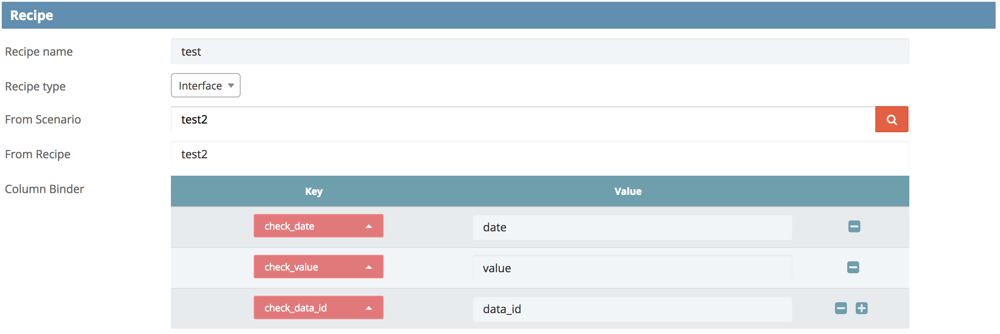 Recipe
Recipe name test
Recipe type Interface
From Scenario test2
From Recipe test2
Column Binder Key Value
check_date date
check_value value
check_data_id data_id